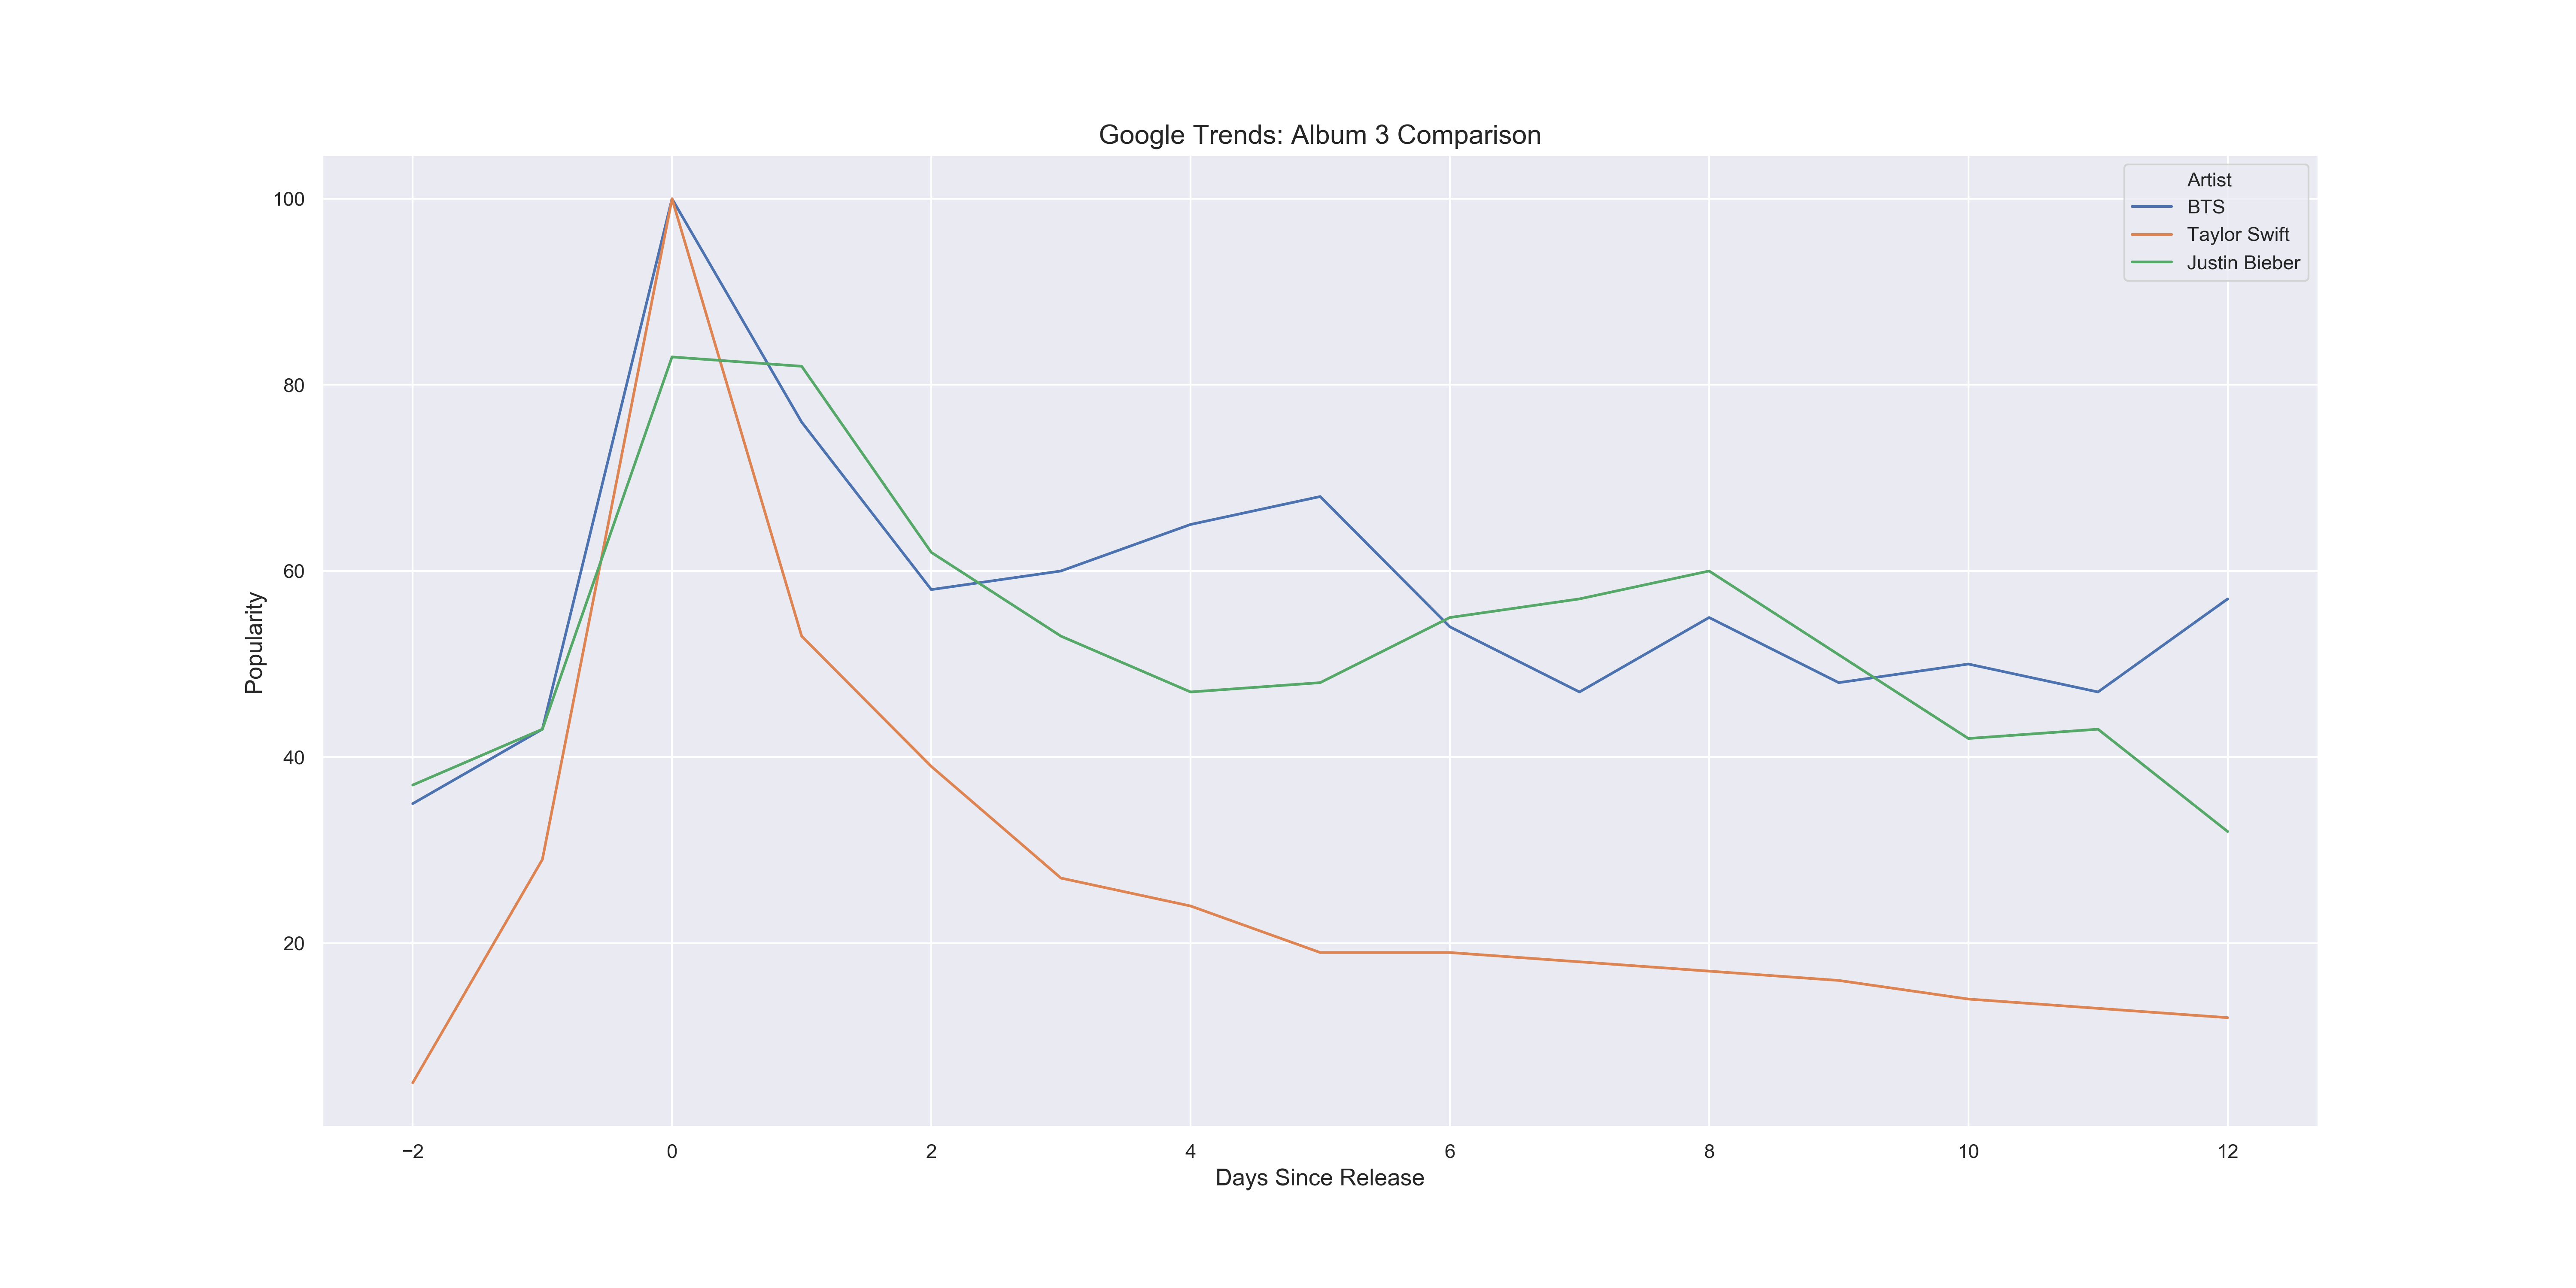 Google Trends: Album 3 Comparison
Artist
BTS
Taylor Swift
Justin Bieber
100
80
60
40
20
Popularity
−2 0 2 4 6 8 10 12
Days Since Release